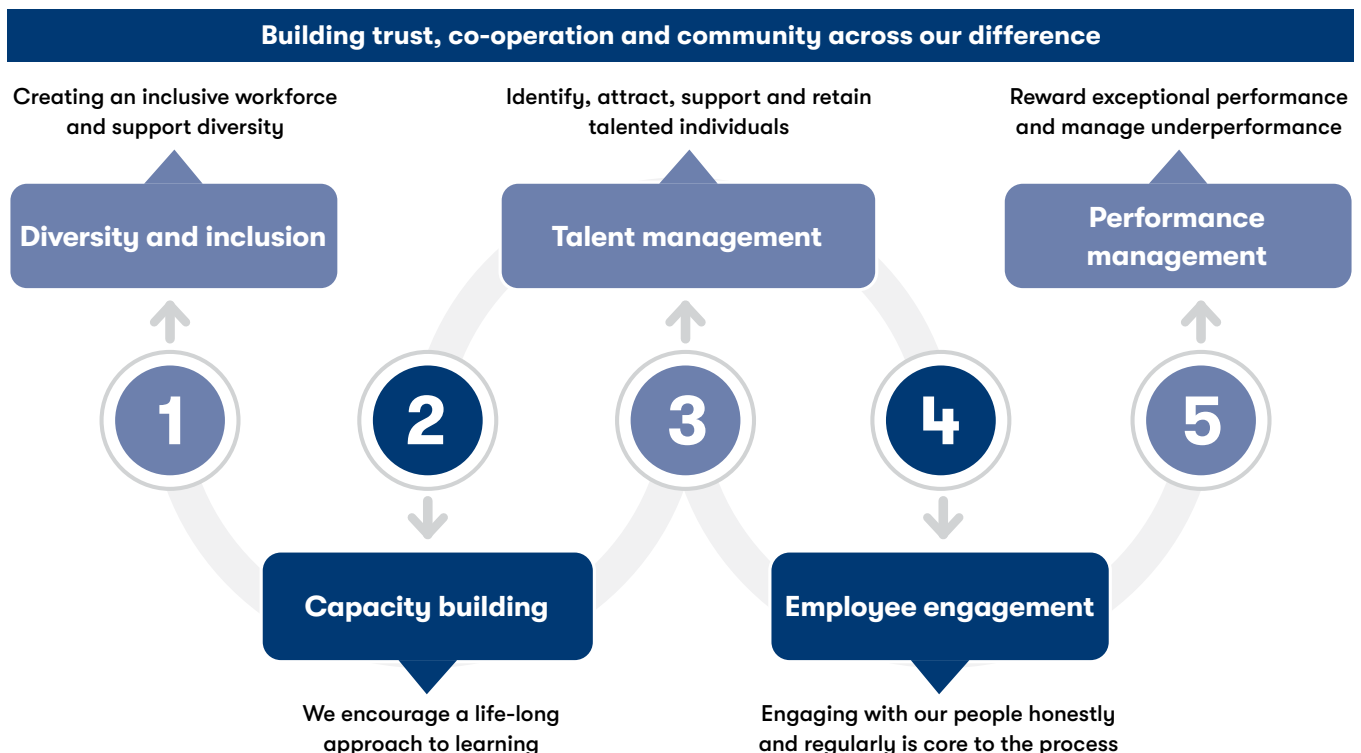 Building trust, co-operation and community across our difference
Creating an inclusive workforce
and support diversity
Identify, attract, support and retain
talented individuals
Reward exceptional performance
and manage underperformance
Diversity and inclusion
Talent management
Performance
management
1
2
3
4
5
Capacity building
Employee engagement
We encourage a life-long
approach to learning
Engaging with our people honestly
and regularly is core to the process